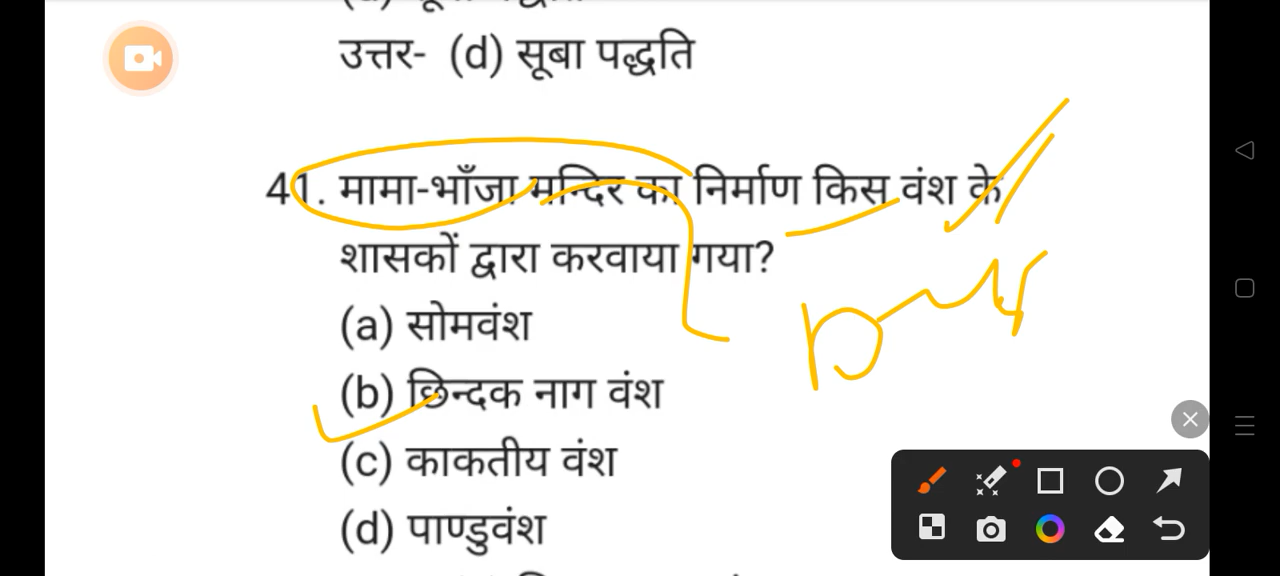 उत्तर- (d) सूबा पद्धति
41. मामा-भाँजा मन्दिर का निर्माण किस वंश के
शासकों द्वारा करवाया गया?
(a) सोमवंश
(b) छिन्दक नाग वंश
(c) काकतीय वंश
(d) पाण्डुवंश